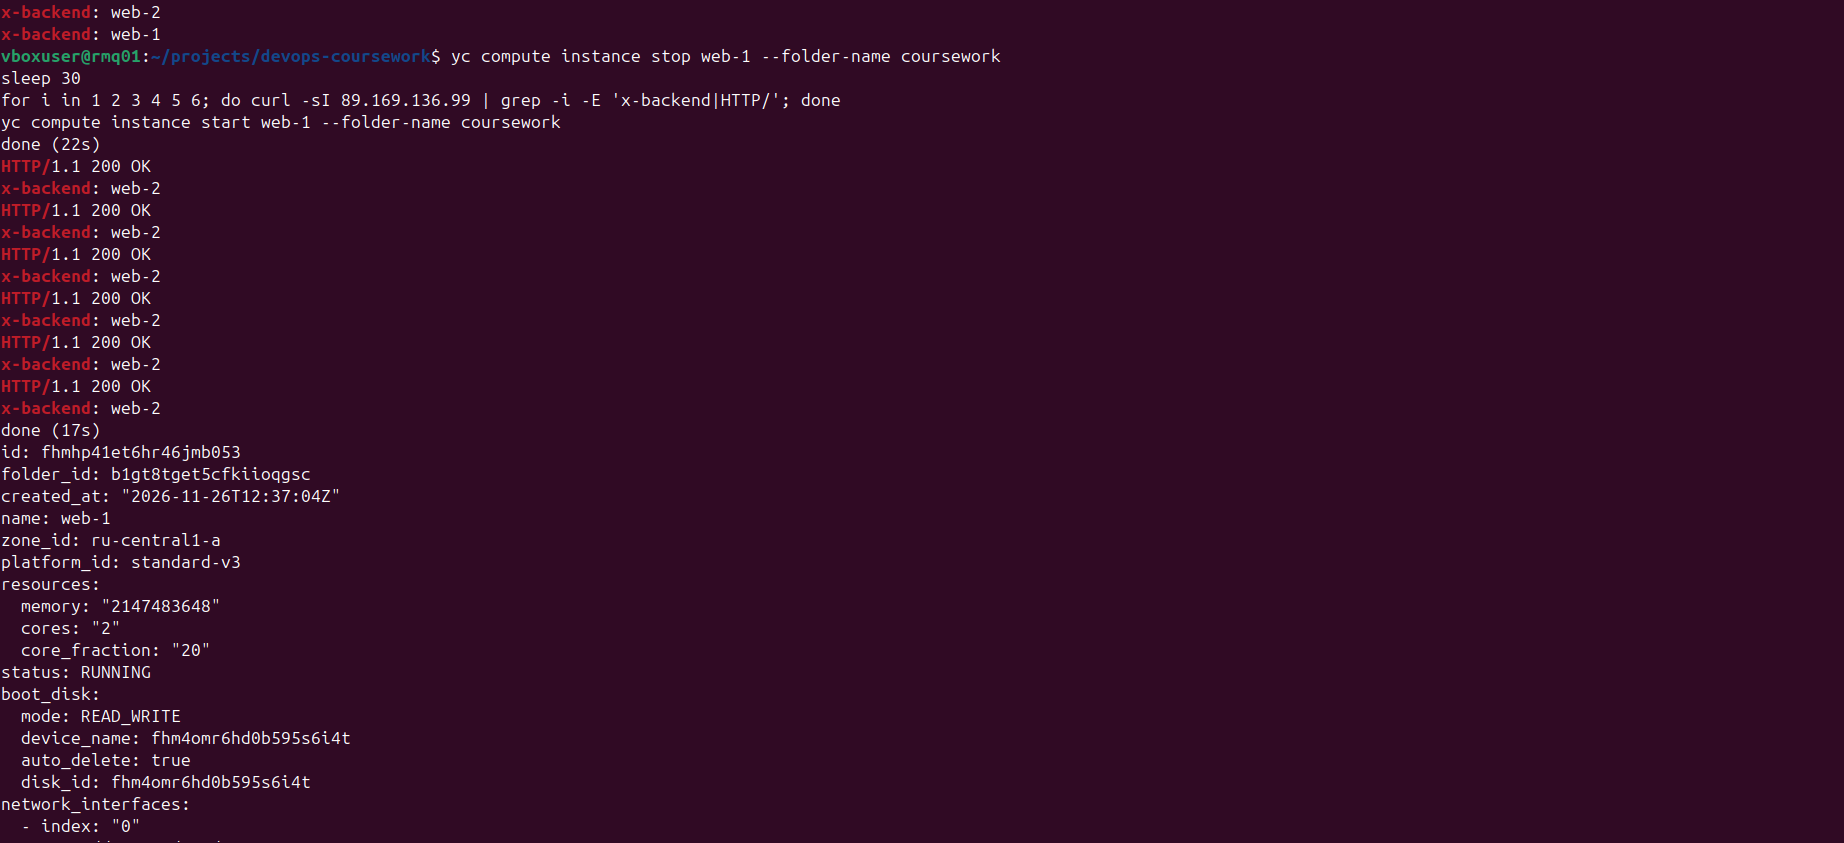 x-backend: web-2
x-backend: web-1
vboxuser@rmq01:~/projects/devops-coursework$ yc compute instance stop web-1 --folder-name coursework
sleep 30
for i in 1 2 3 4 5 6; do curl -sI 89.169.136.99 | grep -i -E 'x-backend|HTTP/'; done
yc compute instance start web-1 --folder-name coursework
done (22s)
HTTP/1.1 200 OK
x-backend: web-2
HTTP/1.1 200 OK
x-backend: web-2
HTTP/1.1 200 OK
x-backend: web-2
HTTP/1.1 200 OK
x-backend: web-2
HTTP/1.1 200 OK
x-backend: web-2
HTTP/1.1 200 OK
x-backend: web-2
done (17s)
id: fhmhp41et6hr46jmb053
folder_id: b1gt8tget5cfkiioqgsc
created_at: "2026-11-26T12:37:04Z"
name: web-1
zone_id: ru-central1-a
platform_id: standard-v3
resources:
  memory: "2147483648"
  cores: "2"
  core_fraction: "20"
status: RUNNING
boot_disk:
  mode: READ_WRITE
  device_name: fhm4omr6hd0b595s6i4t
  auto_delete: true
  disk_id: fhm4omr6hd0b595s6i4t
network_interfaces:
  - index: "0"